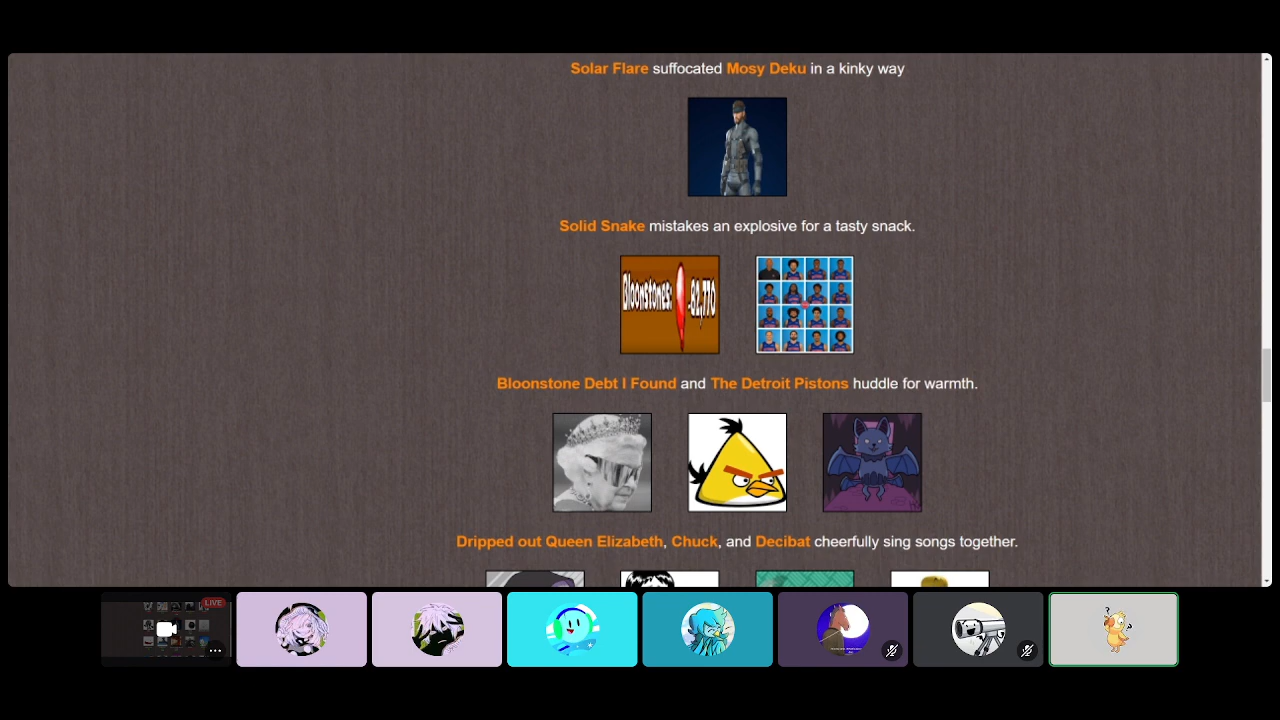 Solar Flare suffocated Mosy Deku in a kinky way
Solid Snake mistakes an explosive for a tasty snack.
Bloonstones: -82,770
Bloonstone Debt I Found and The Detroit Pistons huddle for warmth.
Dripped out Queen Elizabeth, Chuck, and Decibat cheerfully sing songs together.
LIVE